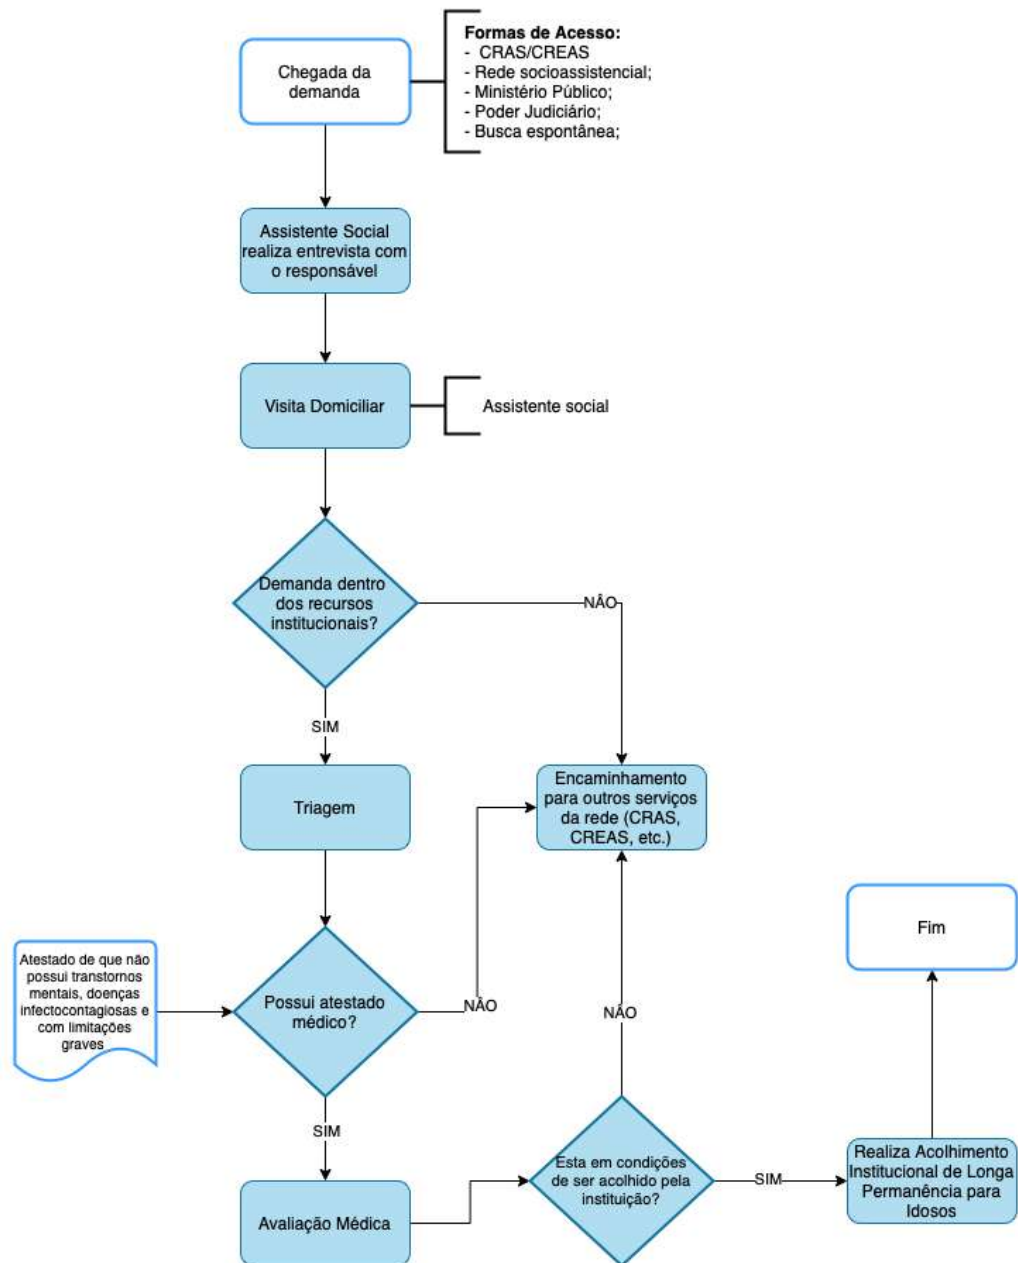 Formas de Acesso:
- CRAS/CREAS
- Rede socioassistencial;
- Ministério Público;
- Poder Judiciário;
- Busca espontânea;
Chegada da
demanda
Assistente Social
realiza entrevista com
o responsável
Visita Domiciliar
Assistente social
Demanda dentro
dos recursos
institucionais?
NÃO
SIM
Triagem
Encaminhamento
para outros serviços
da rede (CRAS,
CREAS, etc.)
Atestado de que não
possui transtornos
mentais, doenças
infectocontagiosas e
com limitações
graves
Possui atestado
médico?
NÃO
SIM
Avaliação Médica
Esta em condições
de ser acolhido pela
instituição?
NÃO
SIM
Realiza Acolhimento
Institucional de Longa
Permanência para
Idosos
Fim